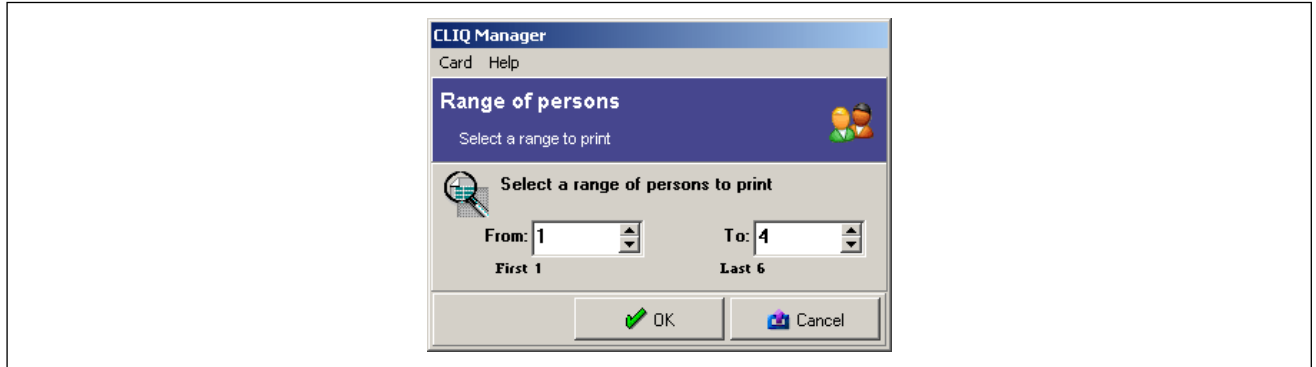 CLIQ Manager
Card Help
Range of persons
Select a range to print
Select a range of persons to print
From: 1 To: 4
First 1 Last 6
OK Cancel